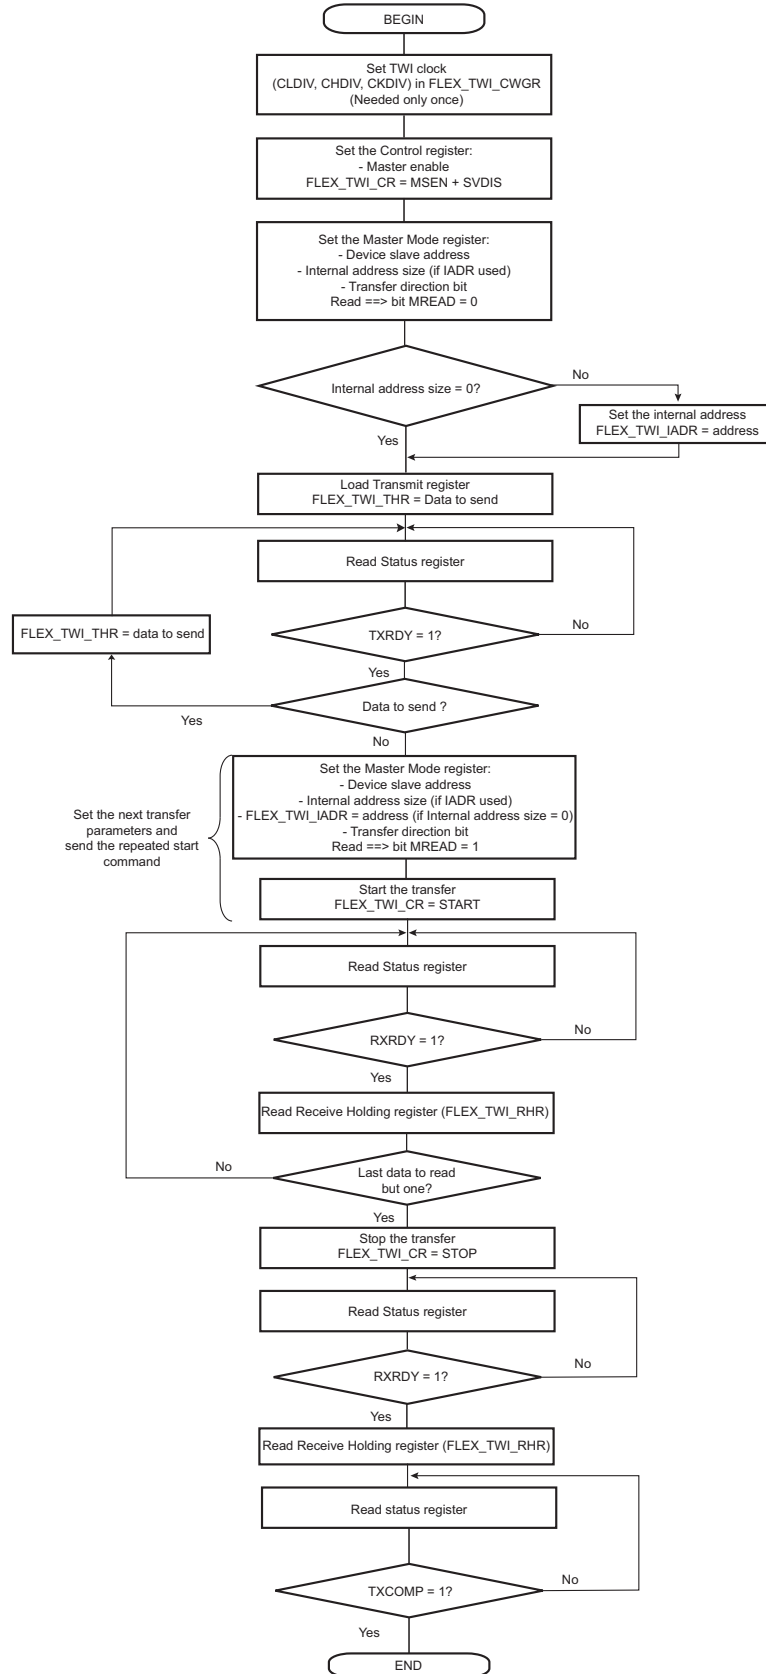 BEGIN
Set TWI clock
(CLDIV, CHDIV, CKDIV) in FLEX_TWI_CWGR
(Needed only once)
Set the Control register:
- Master enable
FLEX_TWI_CR = MSEN + SVDIS
Set the Master Mode register:
- Device slave address
- Internal address size (if IADR used)
- Transfer direction bit
Read ==> bit MREAD = 0
Internal address size = 0?
No
Set the internal address
FLEX_TWI_IADR = address
Yes
Load Transmit register
FLEX_TWI_THR = Data to send
Read Status register
TXRDY = 1?
No
FLEX_TWI_THR = data to send
Yes
Data to send ?
Yes
No
Set the next transfer
parameters and
send the repeated start
command
Set the Master Mode register:
- Device slave address
- Internal address size (if IADR used)
- FLEX_TWI_IADR = address (if Internal address size = 0)
- Transfer direction bit
Read ==> bit MREAD = 1
Start the transfer
FLEX_TWI_CR = START
Read Status register
RXRDY = 1?
No
Yes
Read Receive Holding register (FLEX_TWI_RHR)
No
Last data to read
but one?
Yes
Stop the transfer
FLEX_TWI_CR = STOP
Read Status register
RXRDY = 1?
No
Yes
Read Receive Holding register (FLEX_TWI_RHR)
Read status register
TXCOMP = 1?
No
Yes
END